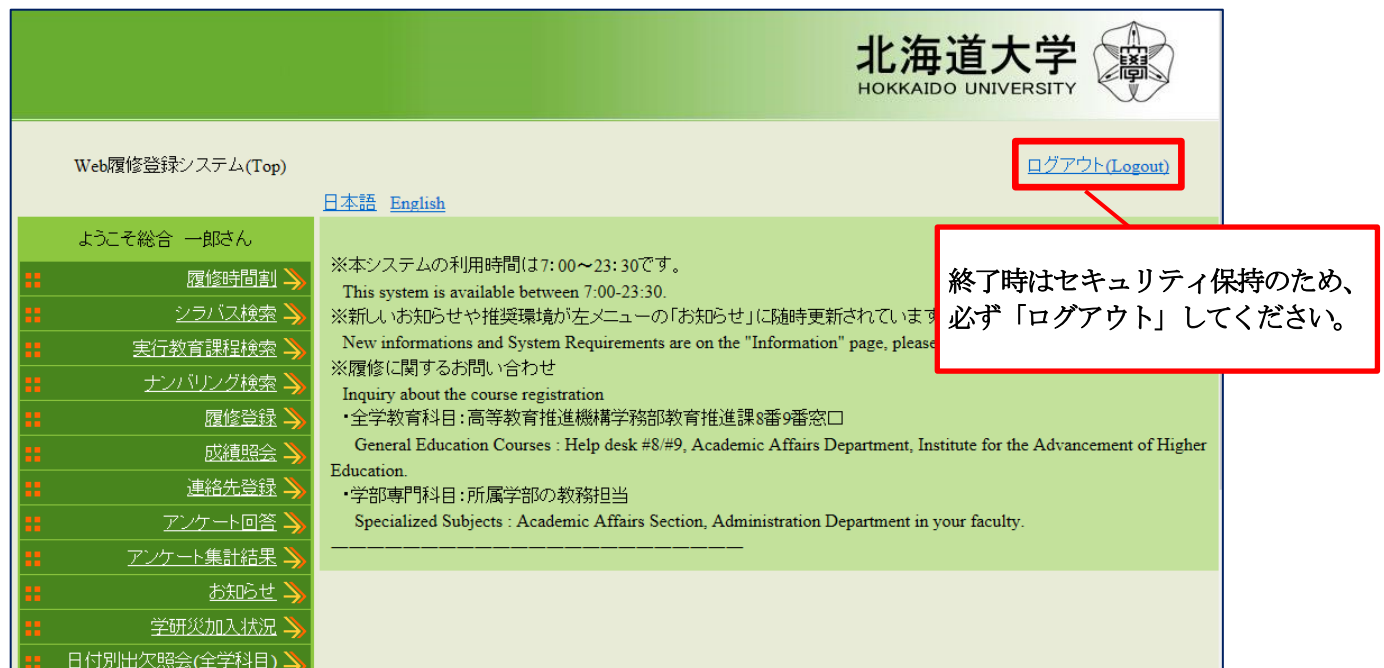 北海道大学
HOKKAIDO UNIVERSITY
Web履修登録システム(Top)
ログアウト(Logout)
日本語 English
ようこそ総合 一郎さん
履修時間割
シラバス検索
実行教育課程検索
ナンバリング検索
履修登録
成績照会
連絡先登録
アンケート回答
アンケート集計結果
お知らせ
学研災加入状況
日付別出欠照会(全学科目)
※本システムの利用時間は7:00～23:30です。
This system is available between 7:00-23:30.
※新しいお知らせや推奨環境が左メニューの「お知らせ」に随時更新されています
New informations and System Requirements are on the "Information" page, please
※履修に関するお問い合わせ
Inquiry about the course registration
・全学教育科目:高等教育推進機構学務部教育推進課8番9番窓口
General Education Courses : Help desk #8/#9, Academic Affairs Department, Institute for the Advancement of Higher
Education.
・学部専門科目:所属学部の教務担当
Specialized Subjects : Academic Affairs Section, Administration Department in your faculty.
終了時はセキュリティ保持のため、
必ず「ログアウト」してください。